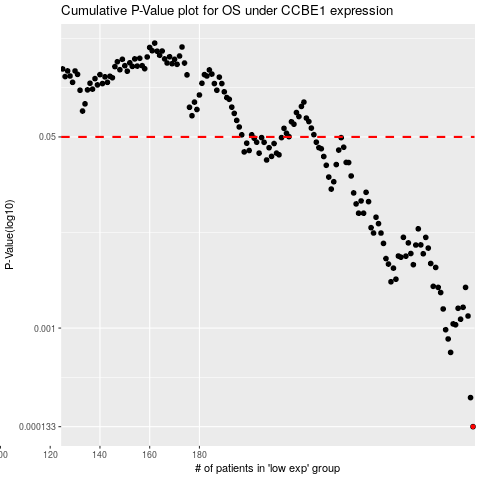 Cumulative P-Value plot for OS under CCBE1 expression
P-Value(log10)
0.05
0.001
0.000133
00 120 140 160 180
# of patients in 'low exp' group